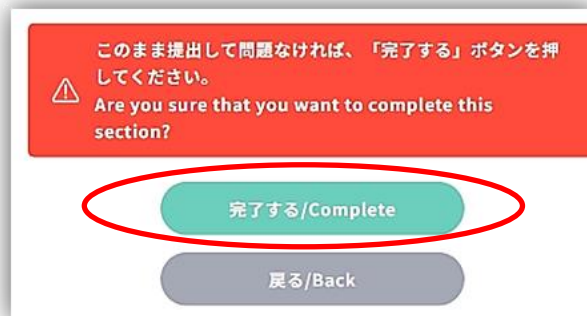 このまま提出して問題なければ、「完了する」ボタンを押
してください。
Are you sure that you want to complete this
section?
完了する/Complete
戻る/Back